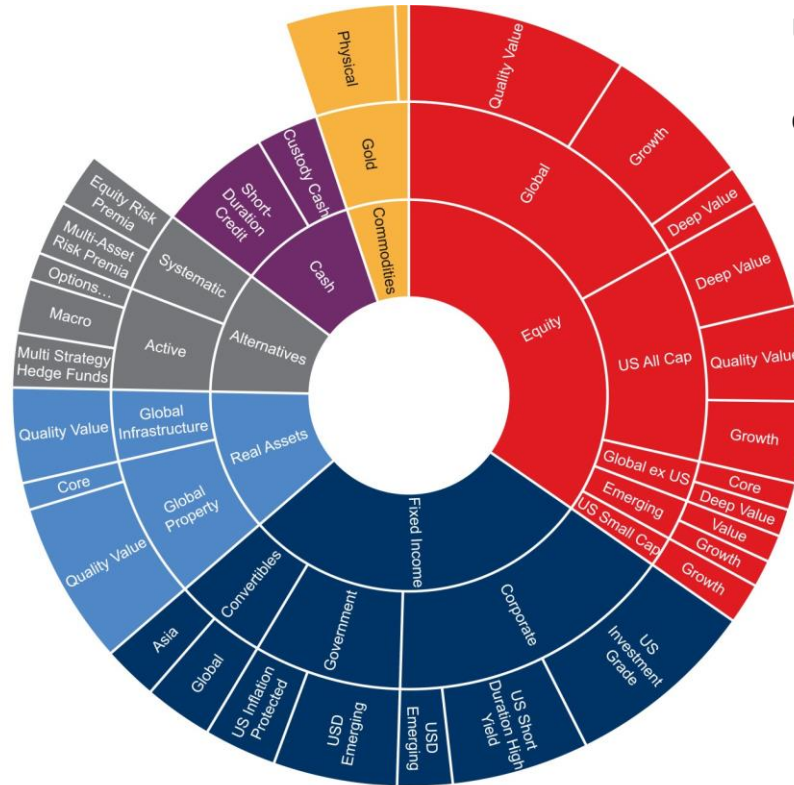 Equity
Global
Quality Value
Growth
Deep Value
US All Cap
Deep Value
Quality Value
Growth
Global ex US
Core
Deep Value
Emerging
Value
Growth
US Small Cap
Growth
Fixed Income
Corporate
US
Investment
Grade
US Short
Duration High
Yield
USD
Emerging
Government
USD
Emerging
US Inflation
Protected
Convertibles
Global
Asia
Real Assets
Global
Property
Quality Value
Core
Global
Infrastructure
Quality Value
Alternatives
Active
Multi Strategy
Hedge Funds
Macro
Options...
Systematic
Multi-Asset
Risk Premia
Equity Risk
Premia
Cash
Short-
Duration
Credit
Custody Cash
Commodities
Gold
Physical